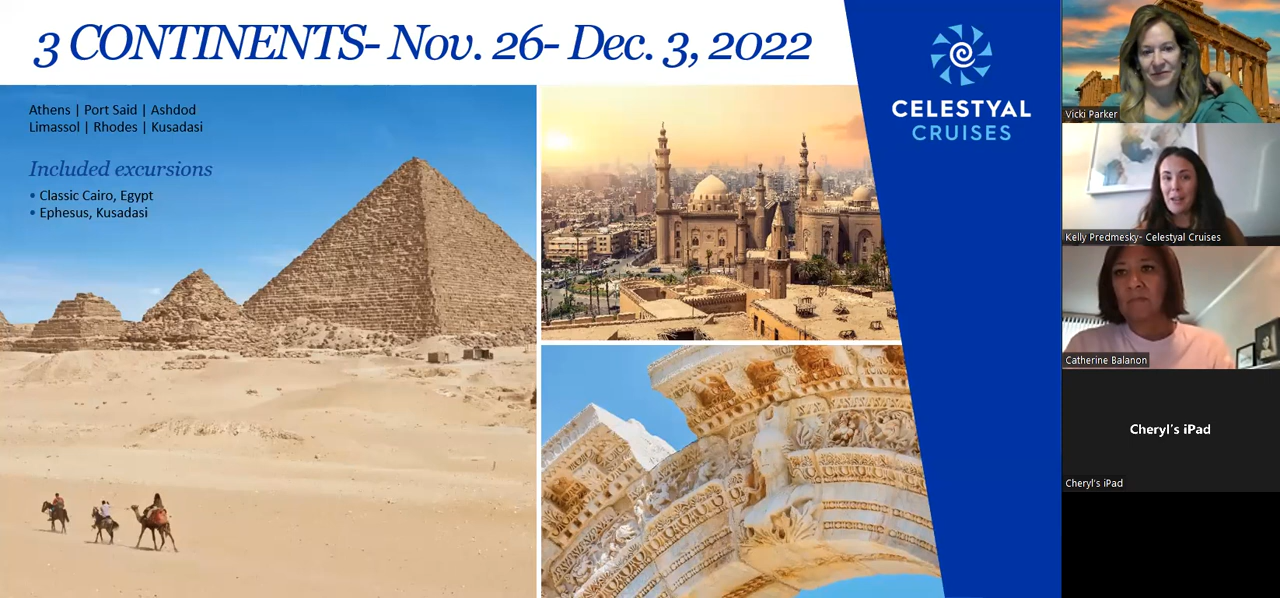 3 CONTINENTS- Nov. 26- Dec. 3, 2022
Athens | Port Said | Ashdod
Limassol | Rhodes | Kusadasi
Included excursions
• Classic Cairo, Egypt
• Ephesus, Kusadasi
CELESTYAL
CRUISES
Vicki Parker
Kelly Predmesky- Celestyal Cruises
Catherine Balanon
Cheryl's iPad
Cheryl's iPad